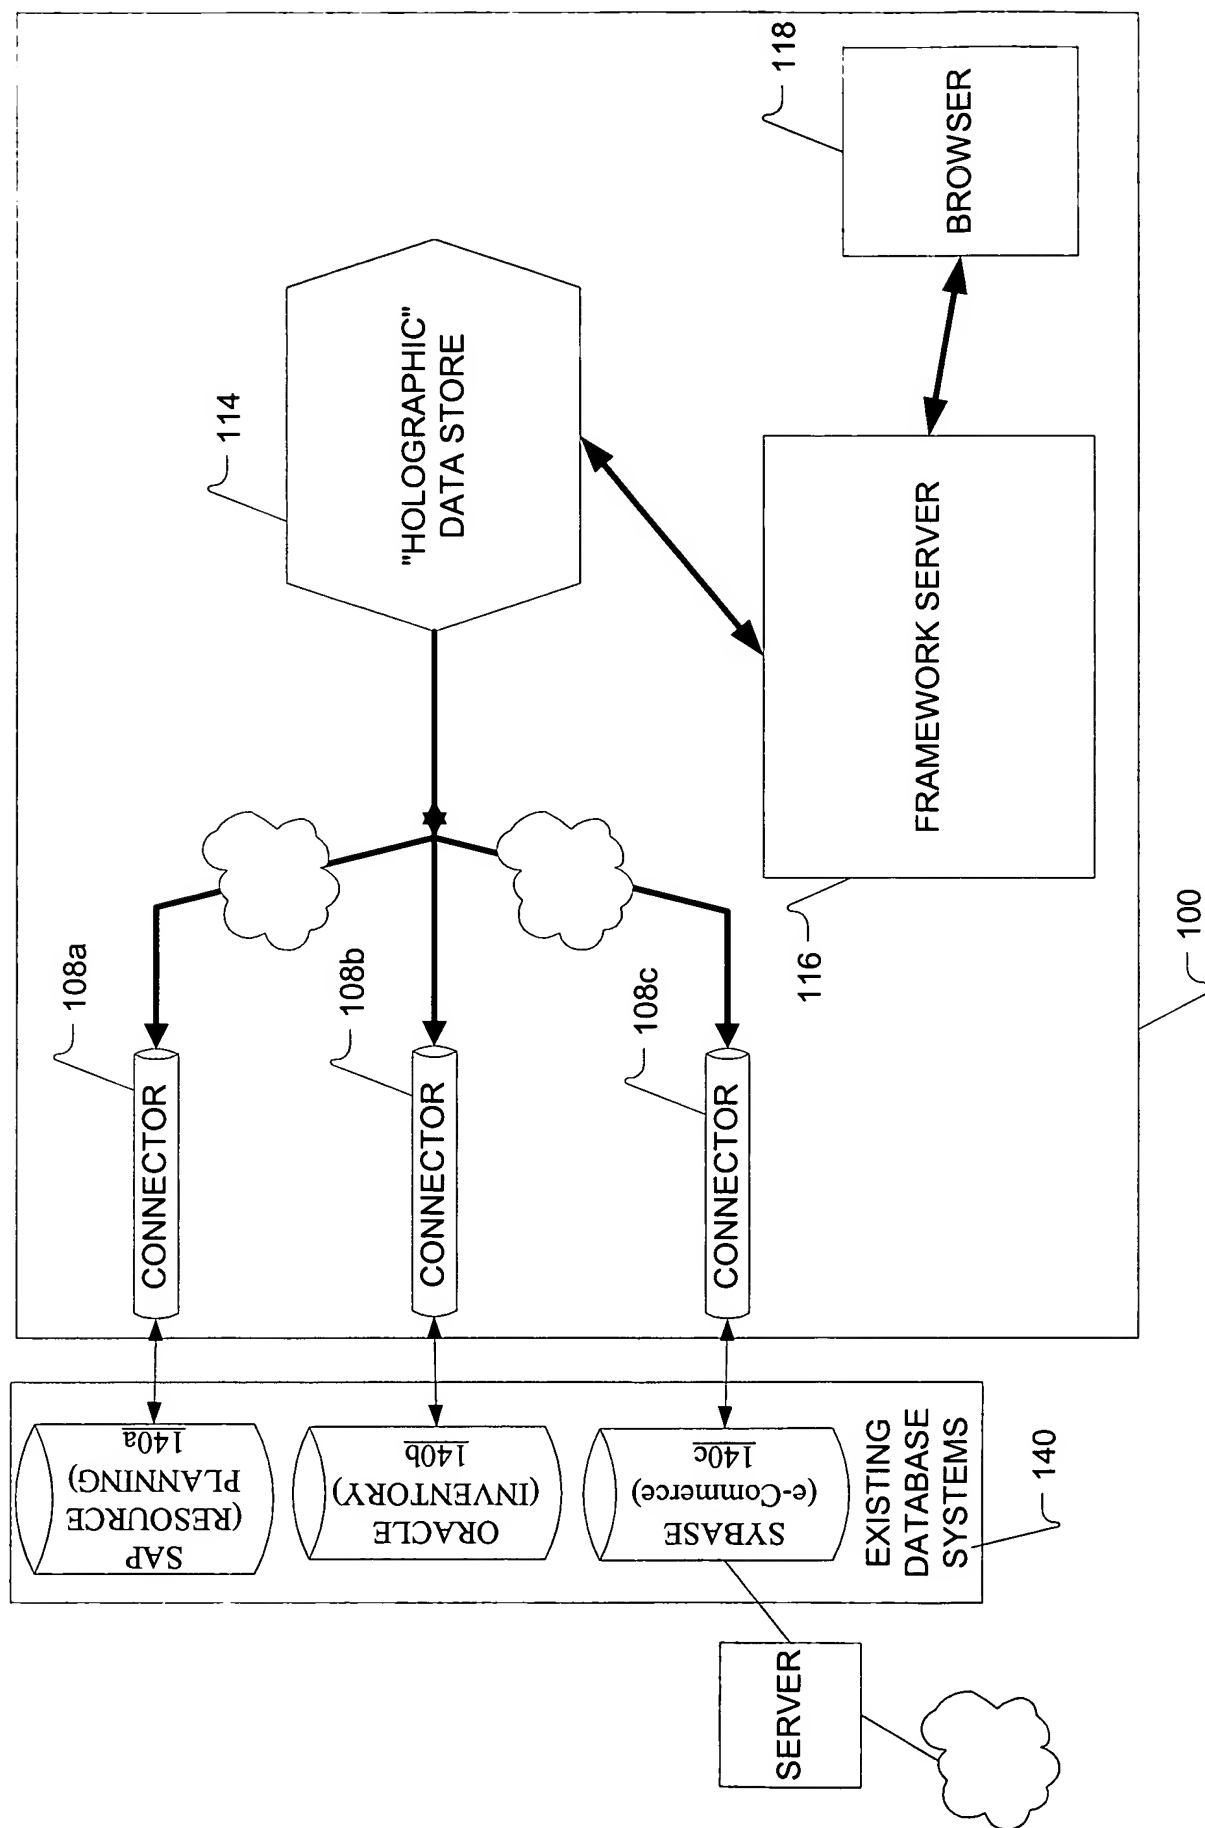 SAP
(RESOURCE
PLANNING)
140a
ORACLE
(INVENTORY)
140b
SYBASE
(e-Commerce)
140c
EXISTING
DATABASE
SYSTEMS
140
SERVER
CONNECTOR
108a
CONNECTOR
108b
CONNECTOR
108c
"HOLOGRAPHIC"
DATA STORE
114
FRAMEWORK SERVER
116
BROWSER
118
100